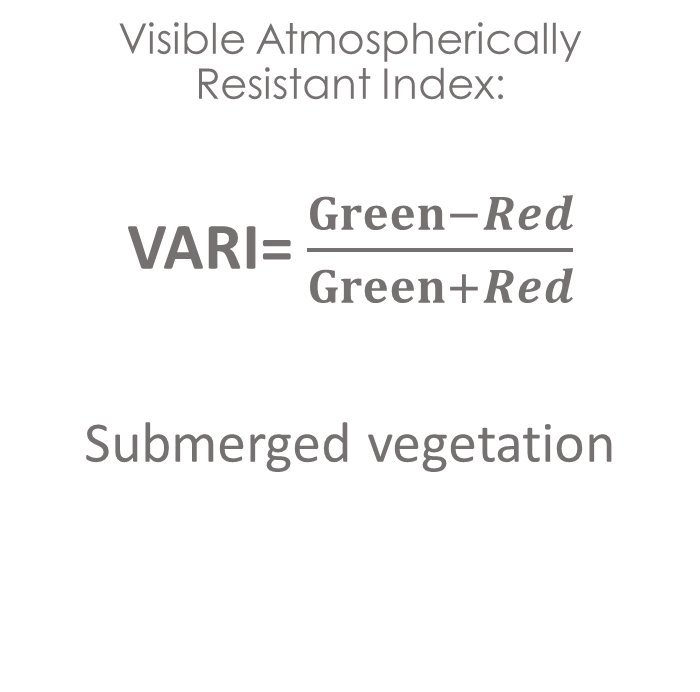 Visible Atmospherically
Resistant Index:
VARI= Green−Red
Green+Red
Submerged vegetation